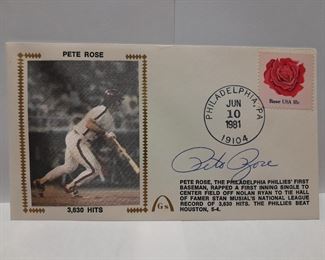 PETE ROSE
Rose USA 18c
PHILADELPHIA, PA
JUN
10
1981
19104
Pete Rose
3,630 HITS
Gs
PETE ROSE, THE PHILADELPHIA PHILLIES' FIRST
BASEMAN, RAPPED A FIRST INNING SINGLE TO
CENTER FIELD OFF NOLAN RYAN TO TIE HALL
OF FAMER STAN MUSIAL'S NATIONAL LEAGUE
RECORD OF 3,630 HITS. THE PHILLIES BEAT
HOUSTON, 5-4.